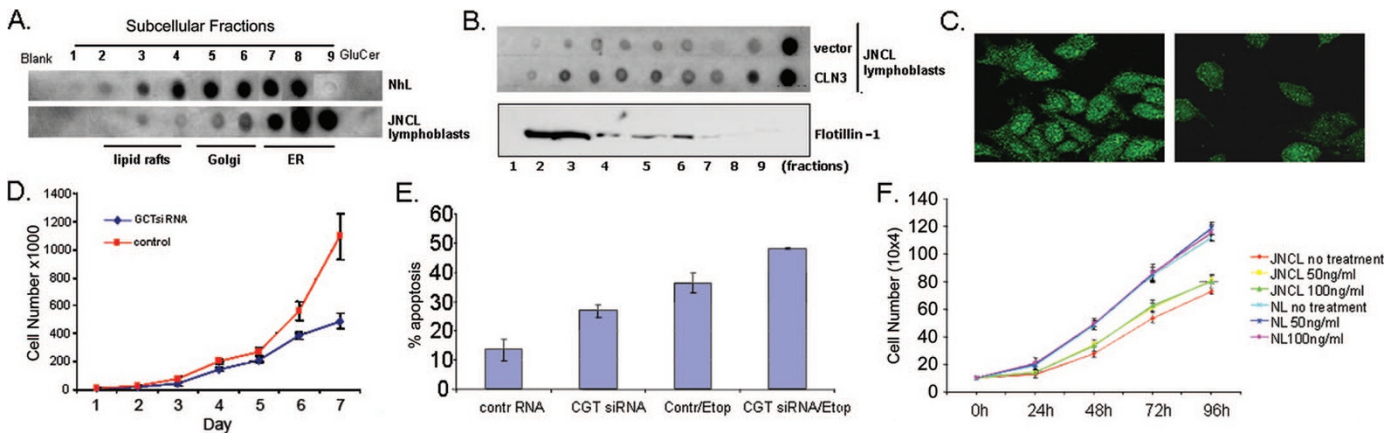 A.
Subcellular Fractions
Blank 1 2 3 4 5 6 7 8 9 GluCer
NhL
JNCL
lymphoblasts
lipid rafts Golgi ER
B.
vector
CLN3
JNCL
lymphoblasts
Flotillin-1
1 2 3 4 5 6 7 8 9 (fractions)
C.
D.
Cell Number x1000
1400
1200
1000
800
600
400
200
0
GCTsiRNA
control
1 2 3 4 5 6 7
Day
E.
% apoptosis
60
50
40
30
20
10
0
contr RNA CGT siRNA Contr/Etop CGT siRNA/Etop
F.
Cell Number (10x4)
140
120
100
80
60
40
20
0
0h 24h 48h 72h 96h
JNCL no treatment
JNCL 50ng/ml
JNCL 100ng/ml
NL no treatment
NL 50ng/ml
NL100ng/ml